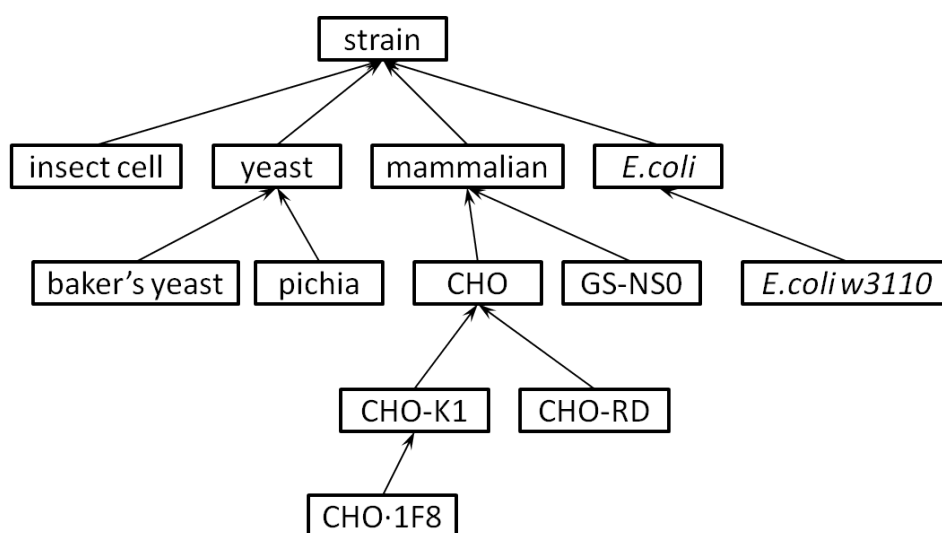 strain
insect cell
yeast
mammalian
E.coli
baker's yeast
pichia
CHO
GS-NS0
E.coli w3110
CHO-K1
CHO-RD
CHO·1F8